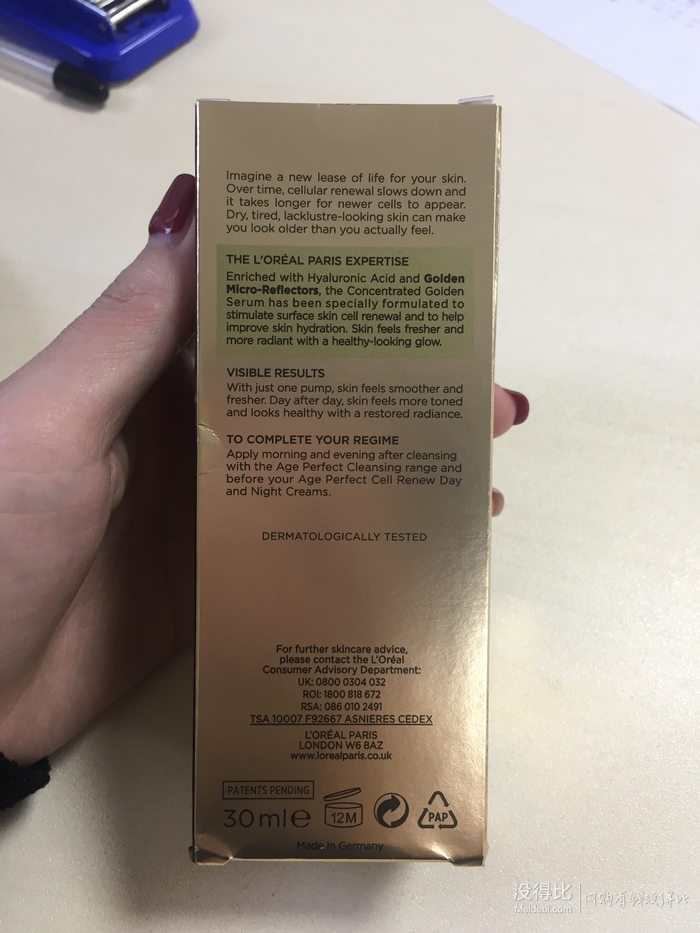 Imagine a new lease of life for your skin.
Over time, cellular renewal slows down and
it takes longer for newer cells to appear.
Dry, tired, lacklustre-looking skin can make
you look older than you actually feel.
THE L'ORÉAL PARIS EXPERTISE
Enriched with Hyaluronic Acid and Golden
Micro-Reflectors, the Concentrated Golden
Serum has been specially formulated to
stimulate surface skin cell renewal and to help
improve skin hydration. Skin feels fresher and
more radiant with a healthy-looking glow.
VISIBLE RESULTS
With just one pump, skin feels smoother and
fresher. Day after day, skin feels more toned
and looks healthy with a restored radiance.
TO COMPLETE YOUR REGIME
Apply morning and evening after cleansing
with the Age Perfect Cleansing range and
before your Age Perfect Cell Renew Day
and Night Creams.
DERMATOLOGICALLY TESTED
For further skincare advice,
please contact the L'Oréal
Consumer Advisory Department:
UK: 0800 0304 032
ROI: 1800 818 672
RSA: 086 010 2491
TSA 10007 F92667 ASNIERES CEDEX
L'ORÉAL PARIS
LONDON W6 8AZ
www.lorealparis.co.uk
PATENTS PENDING
30 ml e 12M PAP
Made in Germany
没得比 网购省钱没得比
Meidebi.com